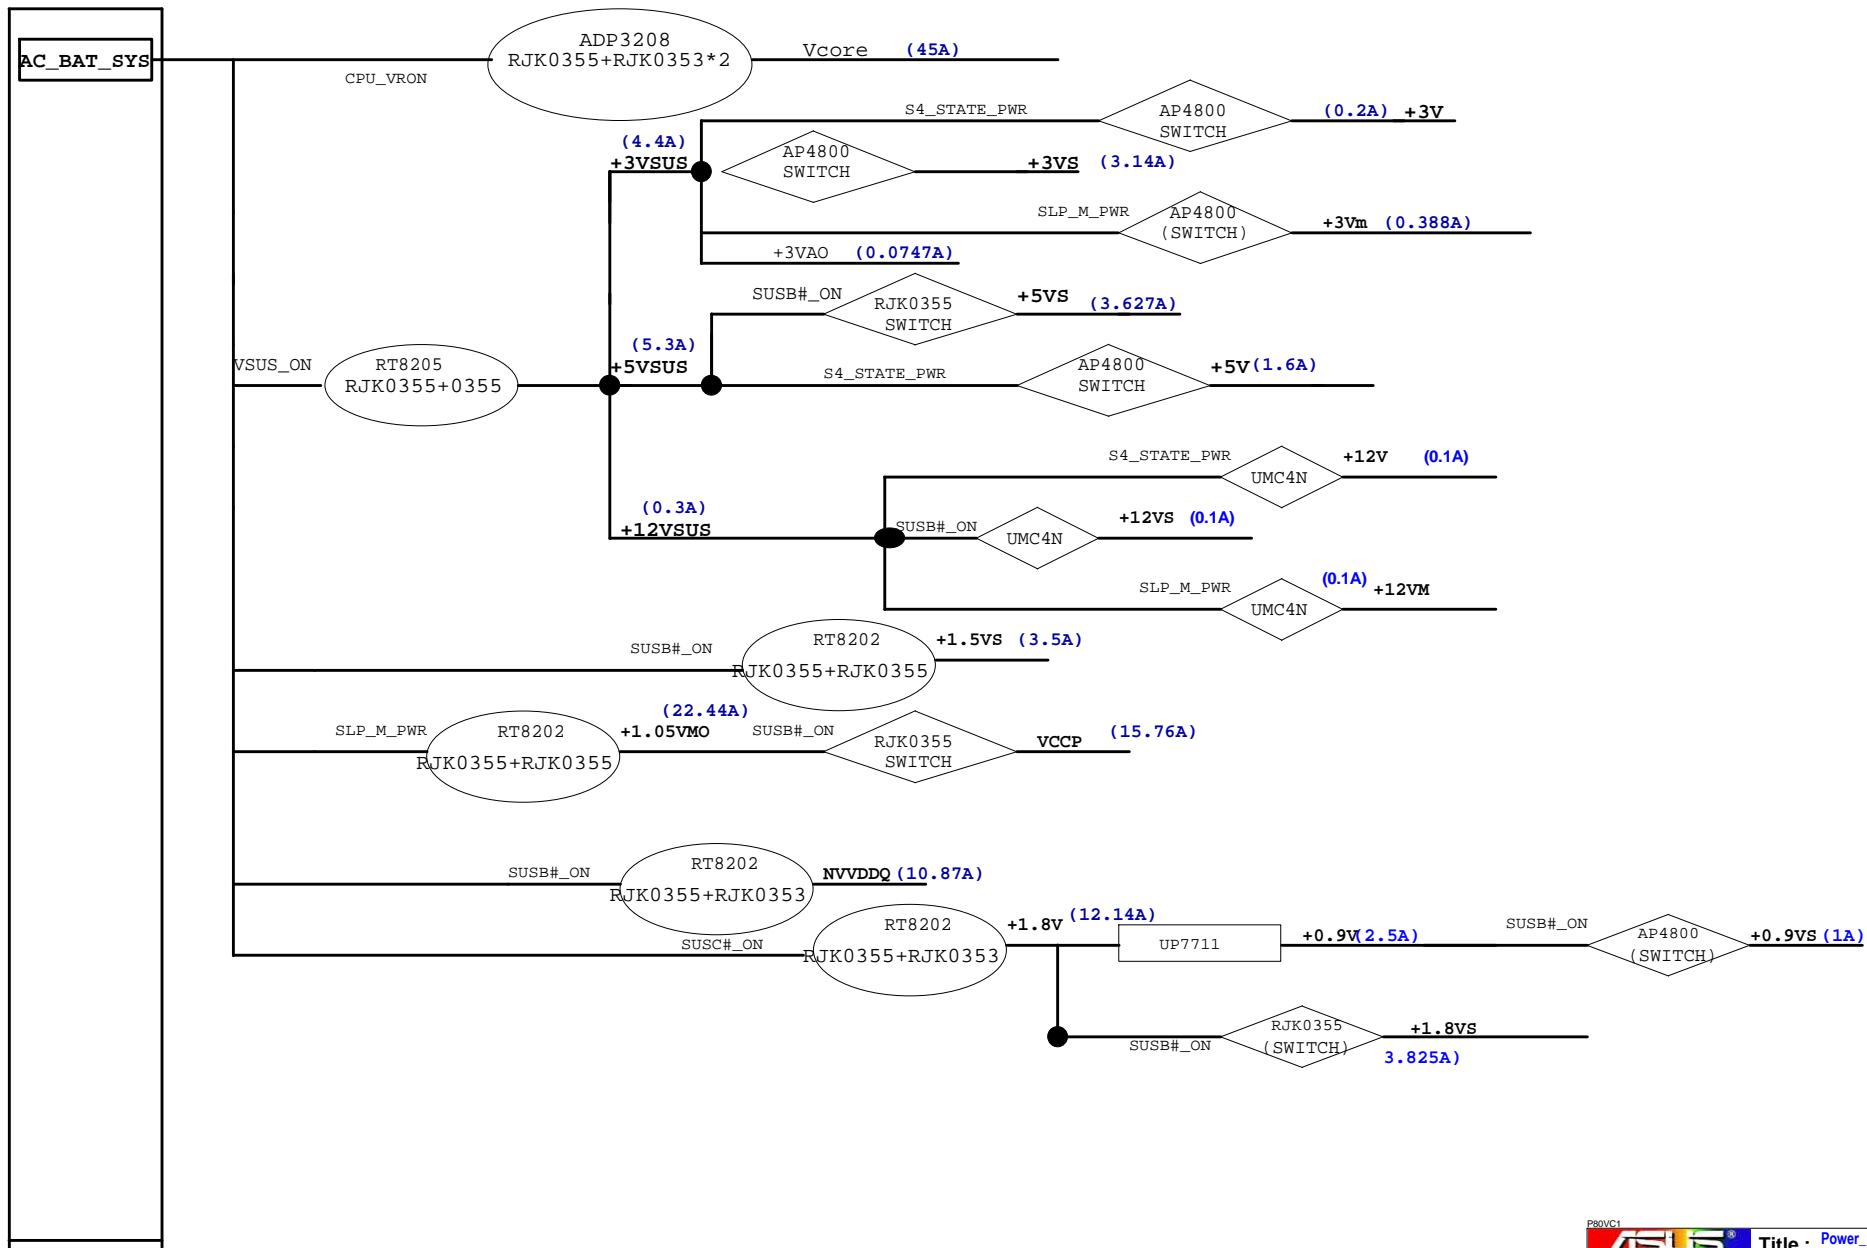 AC_BAT_SYS
CPU_VRON
ADP3208
RJK0355+RJK0353*2
Vcore (45A)
S4_STATE_PWR
AP4800
SWITCH
(0.2A) +3V
(4.4A)
+3VSUS
AP4800
SWITCH
+3VS (3.14A)
SLP_M_PWR
AP4800
(SWITCH)
+3Vm (0.388A)
+3VAO (0.0747A)
SUSB#_ON
RJK0355
SWITCH
+5VS (3.627A)
VSUS_ON
RT8205
RJK0355+0355
(5.3A)
+5VSUS
S4_STATE_PWR
AP4800
SWITCH
+5V (1.6A)
S4_STATE_PWR
UMC4N
+12V (0.1A)
(0.3A)
+12VSUS
SUSB#_ON
UMC4N
+12VS (0.1A)
SLP_M_PWR
UMC4N
(0.1A) +12VM
SUSB#_ON
RT8202
RJK0355+RJK0355
+1.5VS (3.5A)
SLP_M_PWR
RT8202
RJK0355+RJK0355
(22.44A)
+1.05VMO
SUSB#_ON
RJK0355
SWITCH
VCCP (15.76A)
SUSB#_ON
RT8202
RJK0355+RJK0353
NVVDDQ (10.87A)
SUSC#_ON
RT8202
RJK0355+RJK0353
+1.8V (12.14A)
UP7711
+0.9V (2.5A)
SUSB#_ON
AP4800
(SWITCH)
+0.9VS (1A)
SUSB#_ON
RJK0355
(SWITCH)
+1.8VS
3.825A)
P80VC1
Title : Power_